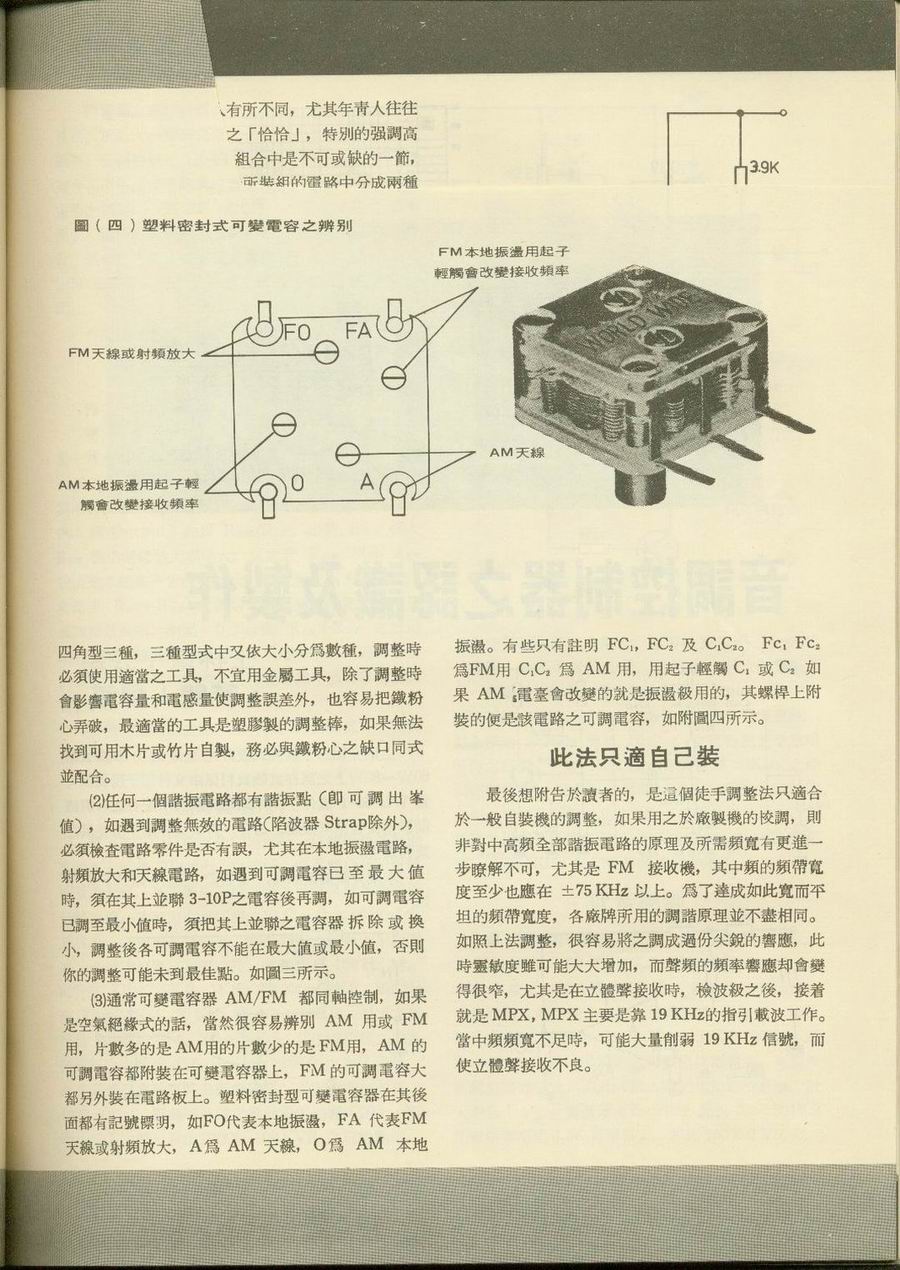 有所不同，尤其年靑人往往
之「恰恰」，特別的强調高
組合中是不可或缺的一節，
所裝組的電路中分成兩種
3.9K
圖（四）塑料密封式可變電容之辨別
FM本地振盪用起子
輕觸會改變接收頻率
FO
FA
FM天線或射頻放大
AM天線
AM本地振盪用起子輕
觸會改變接收頻率
O
A
WORLD WIDE
四角型三種，三種型式中又依大小分爲數種，調整時
必須使用適當之工具，不宜用金屬工具，除了調整時
會影響電容量和電感量使調整誤差外，也容易把鐵粉
心弄破，最適當的工具是塑膠製的調整棒，如果無法
找到可用木片或竹片自製，務必與鐵粉心之缺口同式
並配合。
⑵任何一個諧振電路都有諧振點（卽可調出峯
值），如遇到調整無效的電路(陷波器 Strap除外)，
必須檢查電路零件是否有誤，尤其在本地振盪電路，
射頻放大和天線電路，如遇到可調電容已至最大值
時，須在其上並聯 3-10P之電容後再調，如可調電容
已調至最小值時，須把其上並聯之電容器拆除或換
小，調整後各可調電容不能在最大值或最小值，否則
你的調整可能未到最佳點。如圖三所示。
⑶通常可變電容器 AM/FM 都同軸控制，如果
是空氣絕緣式的話，當然很容易辨別 AM 用或 FM
用，片數多的是 AM用的片數少的是 FM用，AM 的
可調電容都附裝在可變電容器上，FM 的可調電容大
都另外裝在電路板上。塑料密封型可變電容器在其後
面都有記號標明，如FO代表本地振盪，FA 代表FM
天線或射頻放大，A爲 AM 天線，O爲 AM 本地
振盪。有些只有註明 FC₁, FC₂ 及 C₁C₂。 Fc₁ Fc₂
爲FM用 C₁C₂ 爲 AM 用，用起子輕觸 C₁ 或 C₂ 如
果 AM 電臺會改變的就是振盪級用的，其螺桿上附
裝的便是該電路之可調電容，如附圖四所示。
此法只適自己裝
最後想附告於讀者的，是這個徒手調整法只適合
於一般自裝機的調整，如果用之於廠製機的校調，則
非對中高頻全部諧振電路的原理及所需頻寬有更進一
步瞭解不可，尤其是 FM 接收機，其中頻的頻帶寬
度至少也應在 ±75 KHz 以上。爲了達成如此寬而平
坦的頻帶寬度，各廠牌所用的調諧原理並不盡相同。
如照上法調整，很容易將之調成過份尖銳的響應，此
時靈敏度雖可能大大增加，而聲頻的頻率響應却會變
得很窄，尤其是在立體聲接收時，檢波級之後，接着
就是 MPX, MPX 主要是靠 19 KHz的指引載波工作。
當中頻頻寬不足時，可能大量削弱 19 KHz 信號，而
使立體聲接收不良。